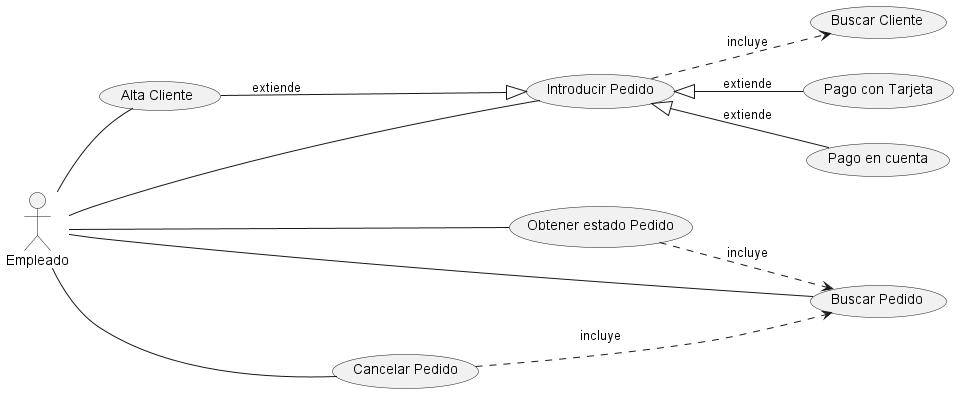 Buscar Cliente
incluye
Alta Cliente
extiende
Introducir Pedido
extiende
Pago con Tarjeta
extiende
Pago en cuenta
Empleado
Obtener estado Pedido
incluye
Buscar Pedido
incluye
Cancelar Pedido